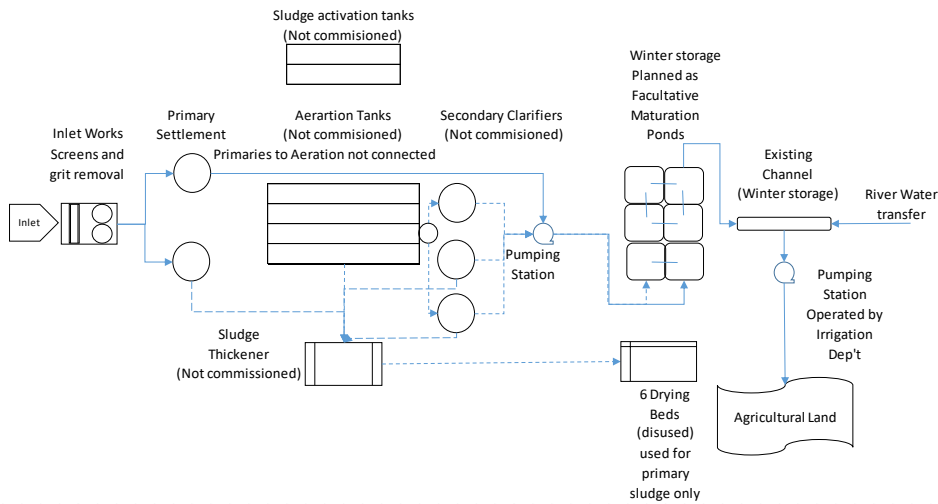 Sludge activation tanks
(Not commisioned)
Winter storage
Planned as
Facultative
Maturation
Ponds
Primary
Settlement
Aerartion Tanks
(Not commisioned)
Primaries to Aeration not connected
Secondary Clarifiers
(Not commisioned)
Inlet Works
Screens and
grit removal
Existing
Channel
(Winter storage)
River Water
transfer
Inlet
Pumping
Station
Pumping
Station
Operated by
Irrigation
Dep't
Sludge
Thickener
(Not commissioned)
6 Drying
Beds
(disused)
used for
primary
sludge only
Agricultural Land